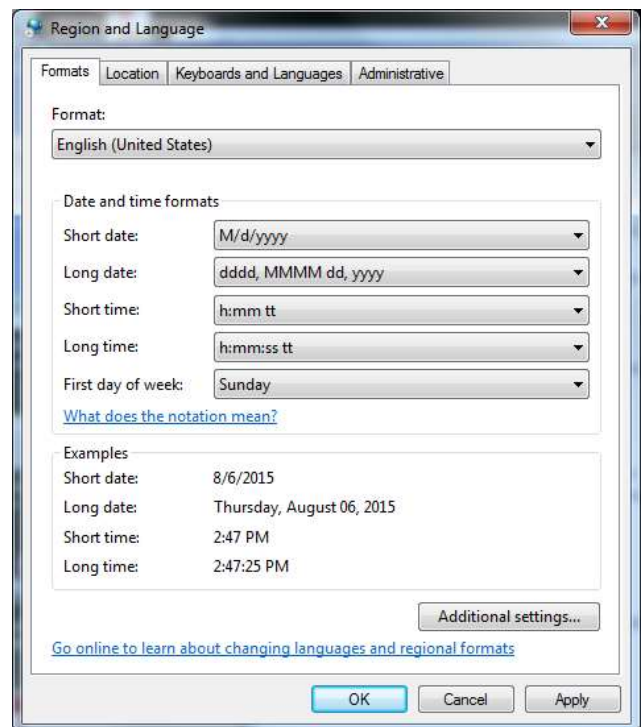 Region and Language
Formats Location Keyboards and Languages Administrative
Format:
English (United States)
Date and time formats
Short date: M/d/yyyy
Long date: dddd, MMMM dd, yyyy
Short time: h:mm tt
Long time: h:mm:ss tt
First day of week: Sunday
What does the notation mean?
Examples
Short date: 8/6/2015
Long date: Thursday, August 06, 2015
Short time: 2:47 PM
Long time: 2:47:25 PM
Additional settings...
Go online to learn about changing languages and regional formats
OK Cancel Apply